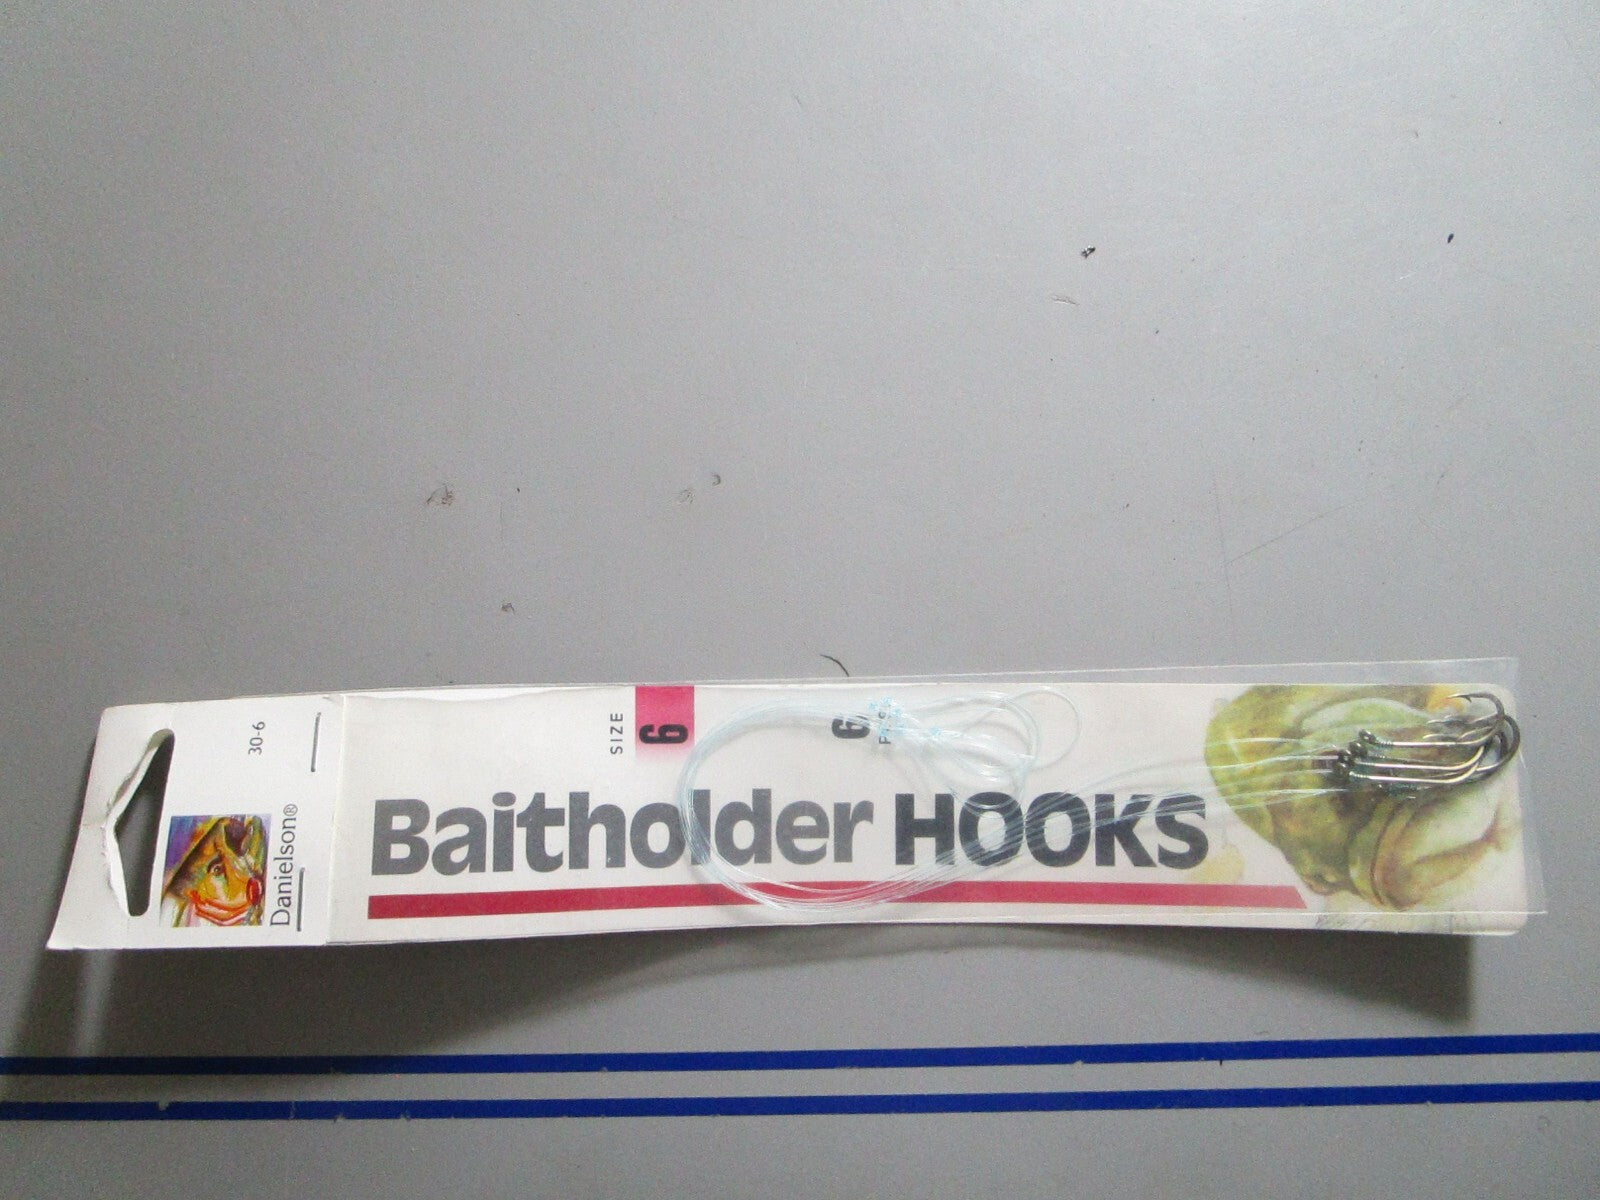 30-6
Danielson®
SIZE
6
6
Baitholder HOOKS